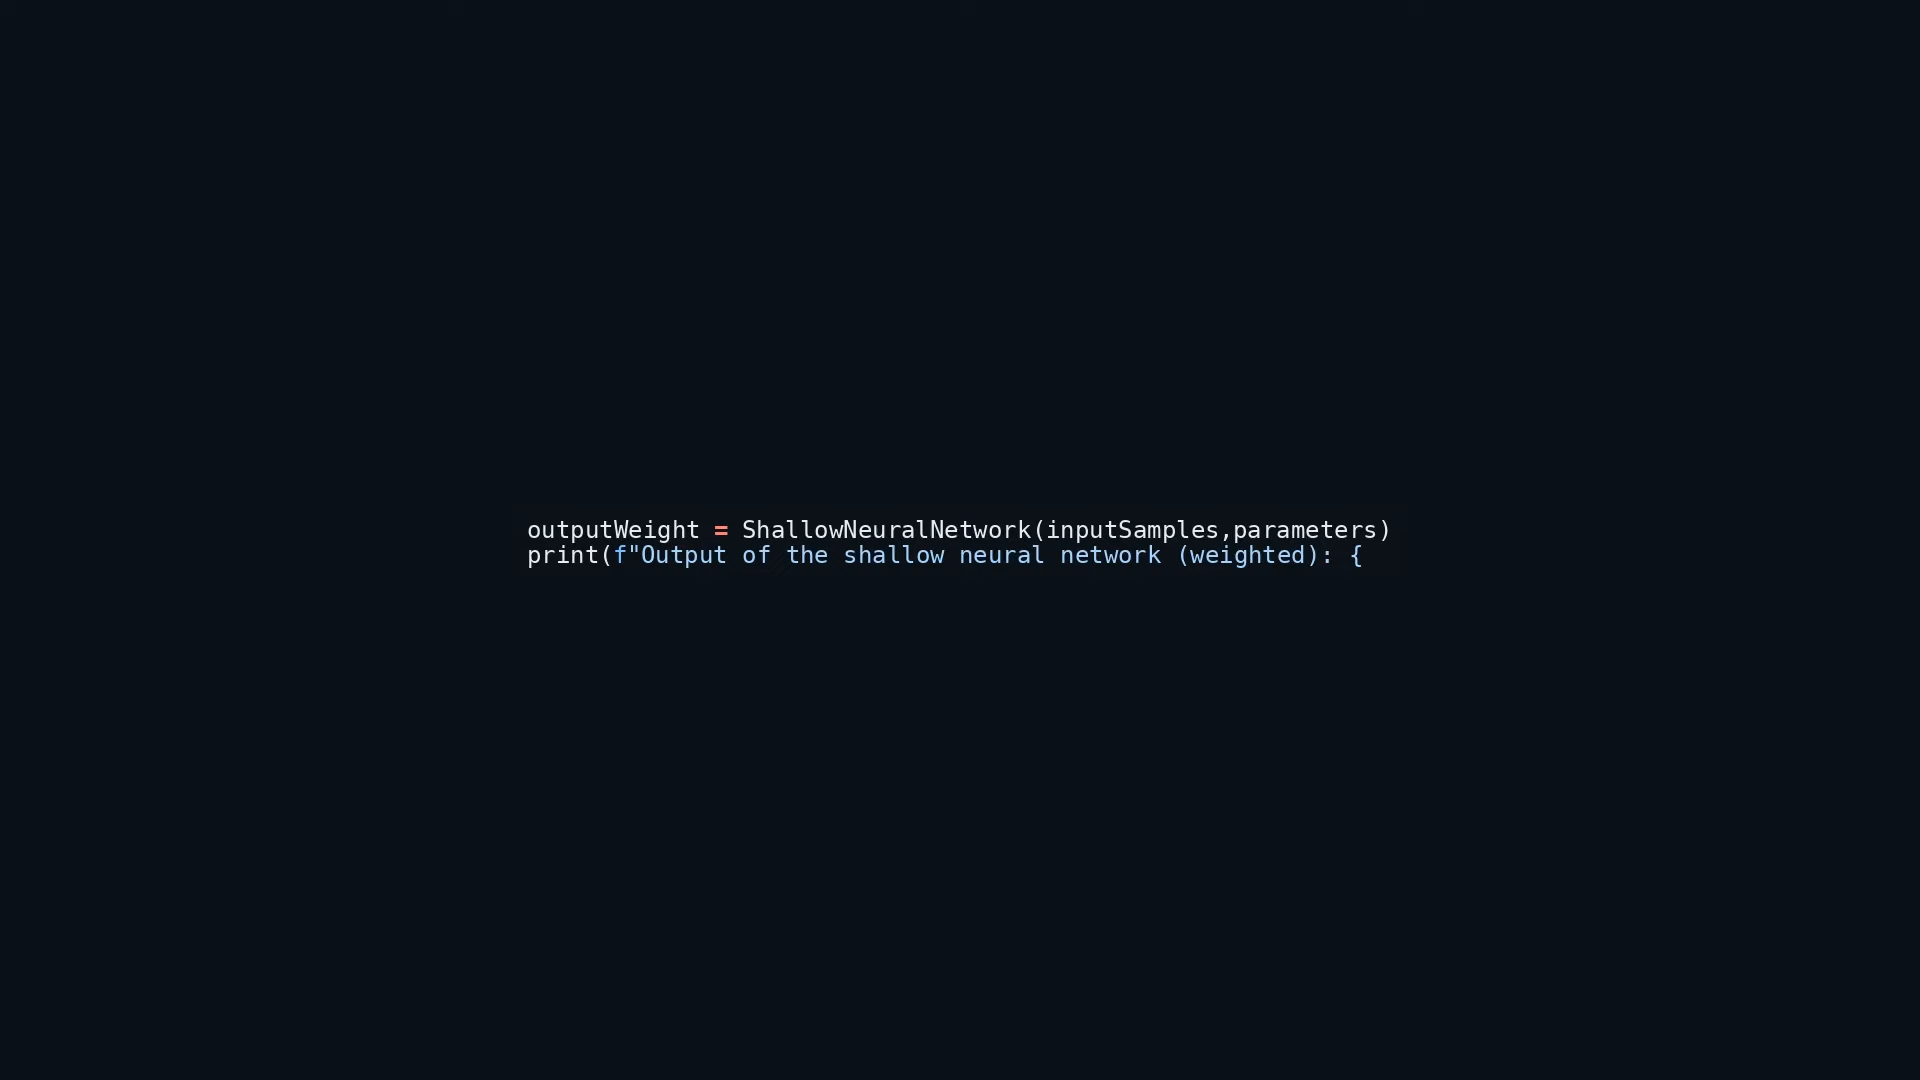 outputWeight = ShallowNeuralNetwork(inputSamples,parameters)
print(f"Output of the shallow neural network (weighted): {